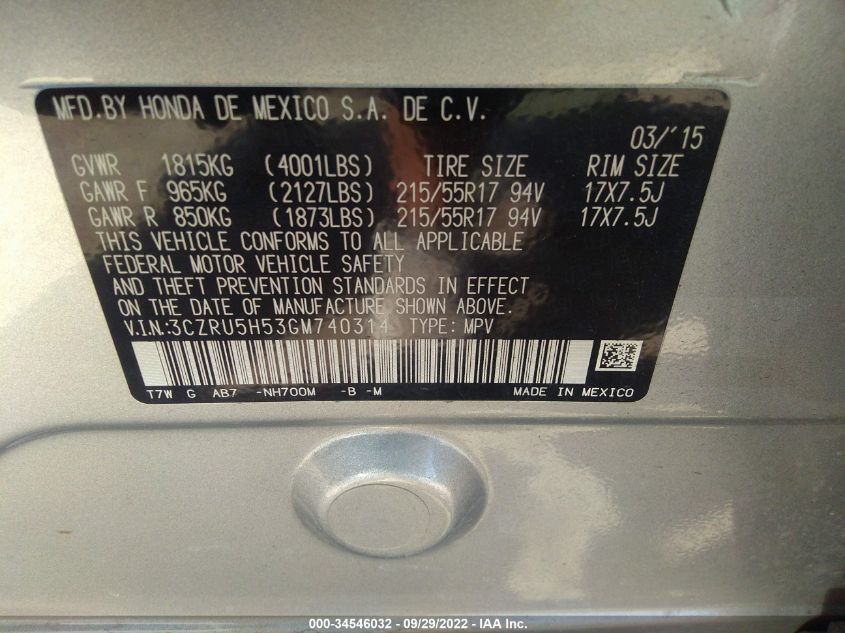 MFD.BY HONDA DE MEXICO S.A. DE C.V.
03/'15
GVWR 1815KG (4001LBS) TIRE SIZE RIM SIZE
GAWR F 965KG (2127LBS) 215/55R17 94V 17X7.5J
GAWR R 850KG (1873LBS) 215/55R17 94V 17X7.5J
THIS VEHICLE CONFORMS TO ALL APPLICABLE
FEDERAL MOTOR VEHICLE SAFETY
AND THEFT PREVENTION STANDARDS IN EFFECT
ON THE DATE OF MANUFACTURE SHOWN ABOVE.
V.I.N:3CZRU5H53GM740314 TYPE: MPV
T7W G AB7 -NH700M -B -M MADE IN MEXICO
000-34546032 - 09/29/2022 - IAA Inc.